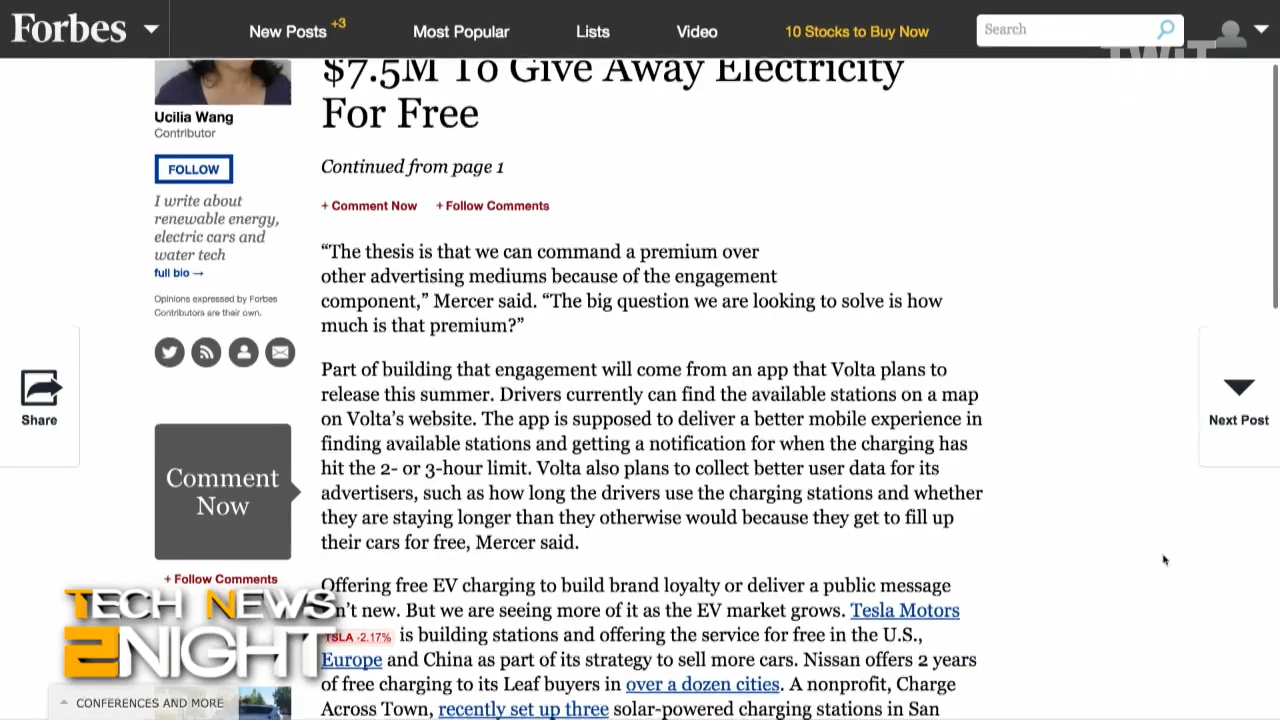 Forbes
New Posts +3
Most Popular
Lists
Video
10 Stocks to Buy Now
Search
TWiT
$7.5M To Give Away Electricity
For Free
Ucilia Wang
Contributor
FOLLOW
I write about
renewable energy,
electric cars and
water tech
full bio →
Opinions expressed by Forbes
Contributors are their own.
Share
Comment
Now
+ Follow Comments
Continued from page 1
+ Comment Now + Follow Comments
“The thesis is that we can command a premium over
other advertising mediums because of the engagement
component,” Mercer said. “The big question we are looking to solve is how
much is that premium?”
Part of building that engagement will come from an app that Volta plans to
release this summer. Drivers currently can find the available stations on a map
on Volta’s website. The app is supposed to deliver a better mobile experience in
finding available stations and getting a notification for when the charging has
hit the 2- or 3-hour limit. Volta also plans to collect better user data for its
advertisers, such as how long the drivers use the charging stations and whether
they are staying longer than they otherwise would because they get to fill up
their cars for free, Mercer said.
Offering free EV charging to build brand loyalty or deliver a public message
n’t new. But we are seeing more of it as the EV market grows. Tesla Motors
TSLA -2.17% is building stations and offering the service for free in the U.S.,
Europe and China as part of its strategy to sell more cars. Nissan offers 2 years
of free charging to its Leaf buyers in over a dozen cities. A nonprofit, Charge
Across Town, recently set up three solar-powered charging stations in San
Next Post
TECH NEWS
2NIGHT
CONFERENCES AND MORE